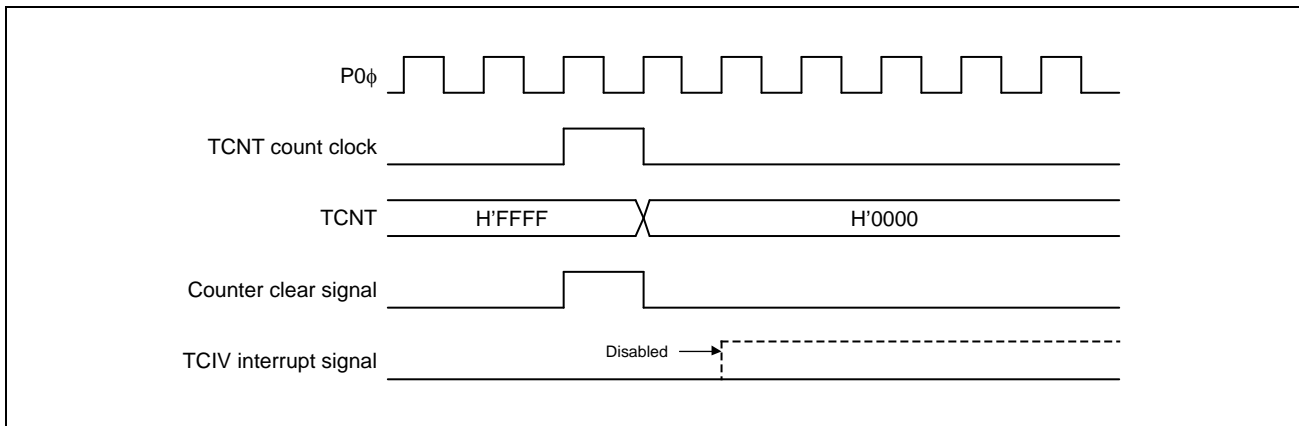 P0ϕ
TCNT count clock
TCNT
H'FFFF
H'0000
Counter clear signal
TCIV interrupt signal
Disabled